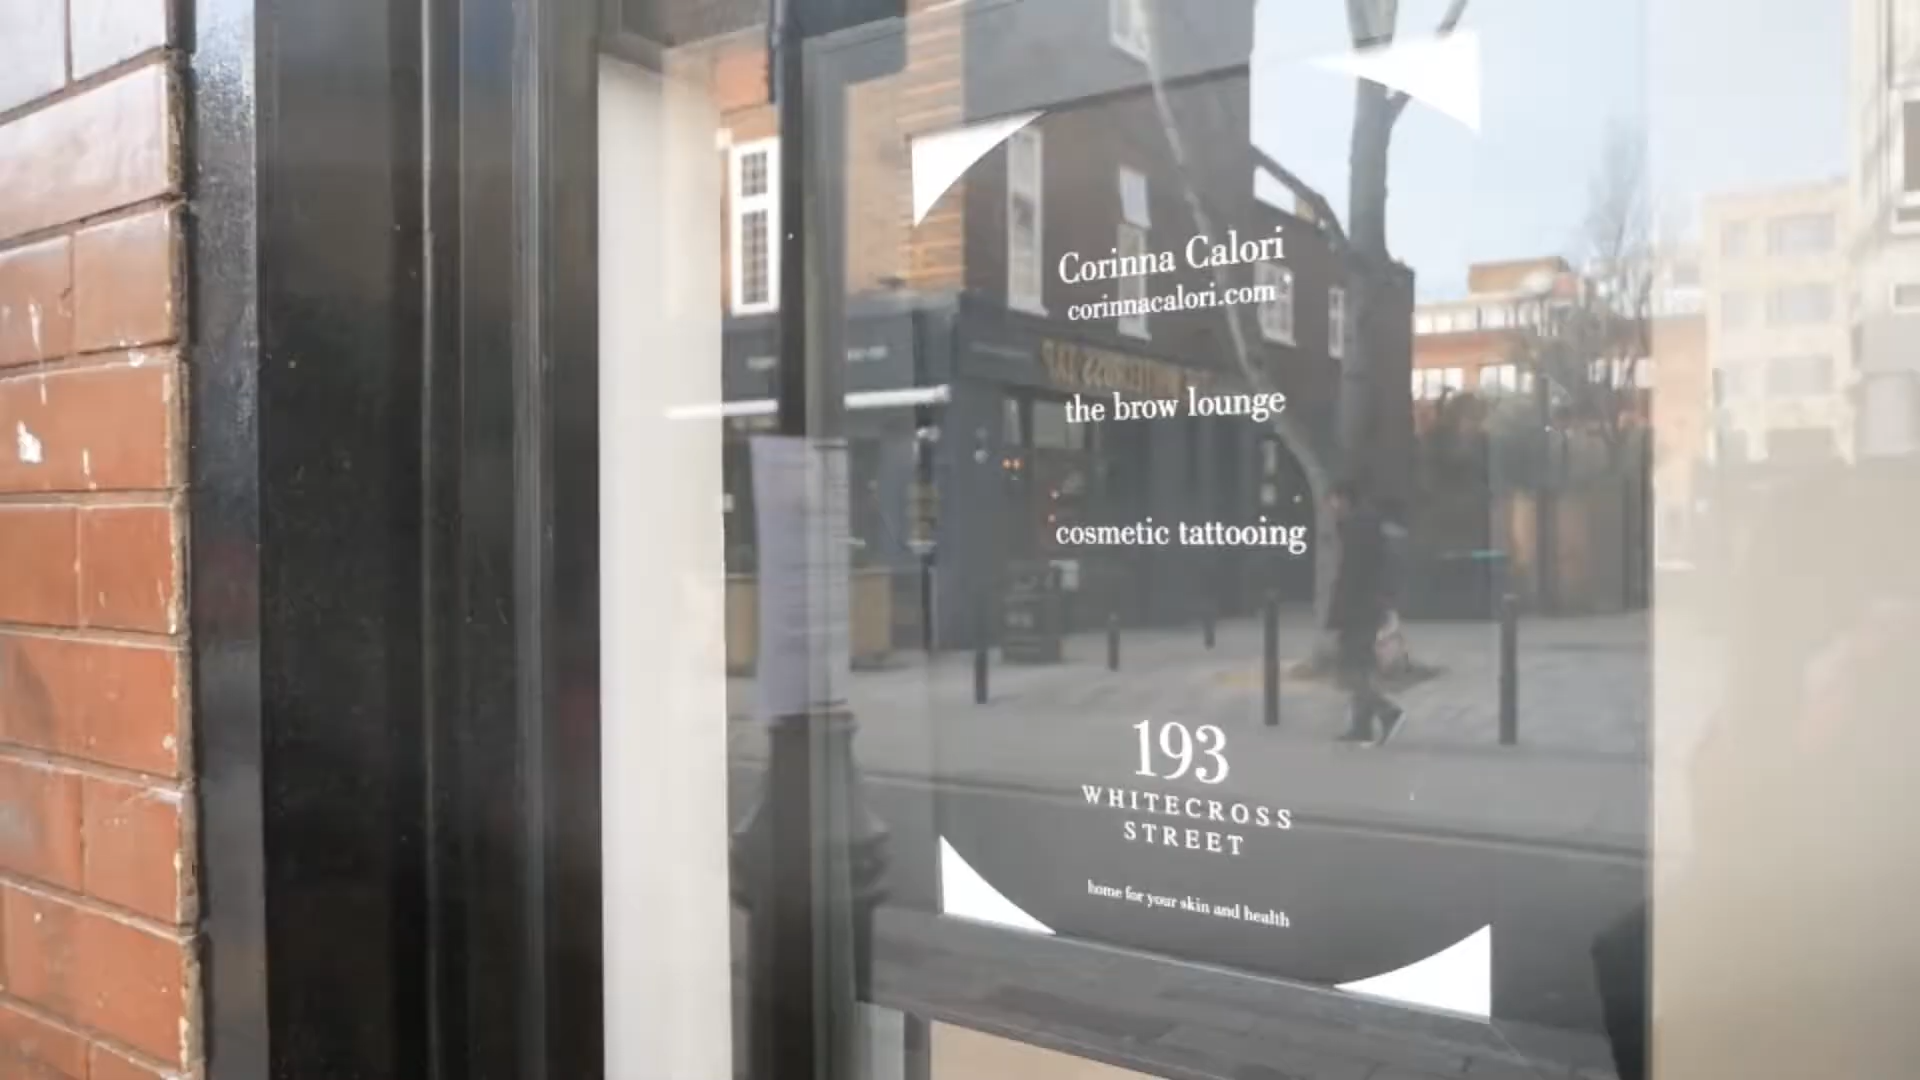 Corinna Calori
corinnacalori.com
the brow lounge
cosmetic tattooing
193
WHITECROSS
STREET
home for your skin and health